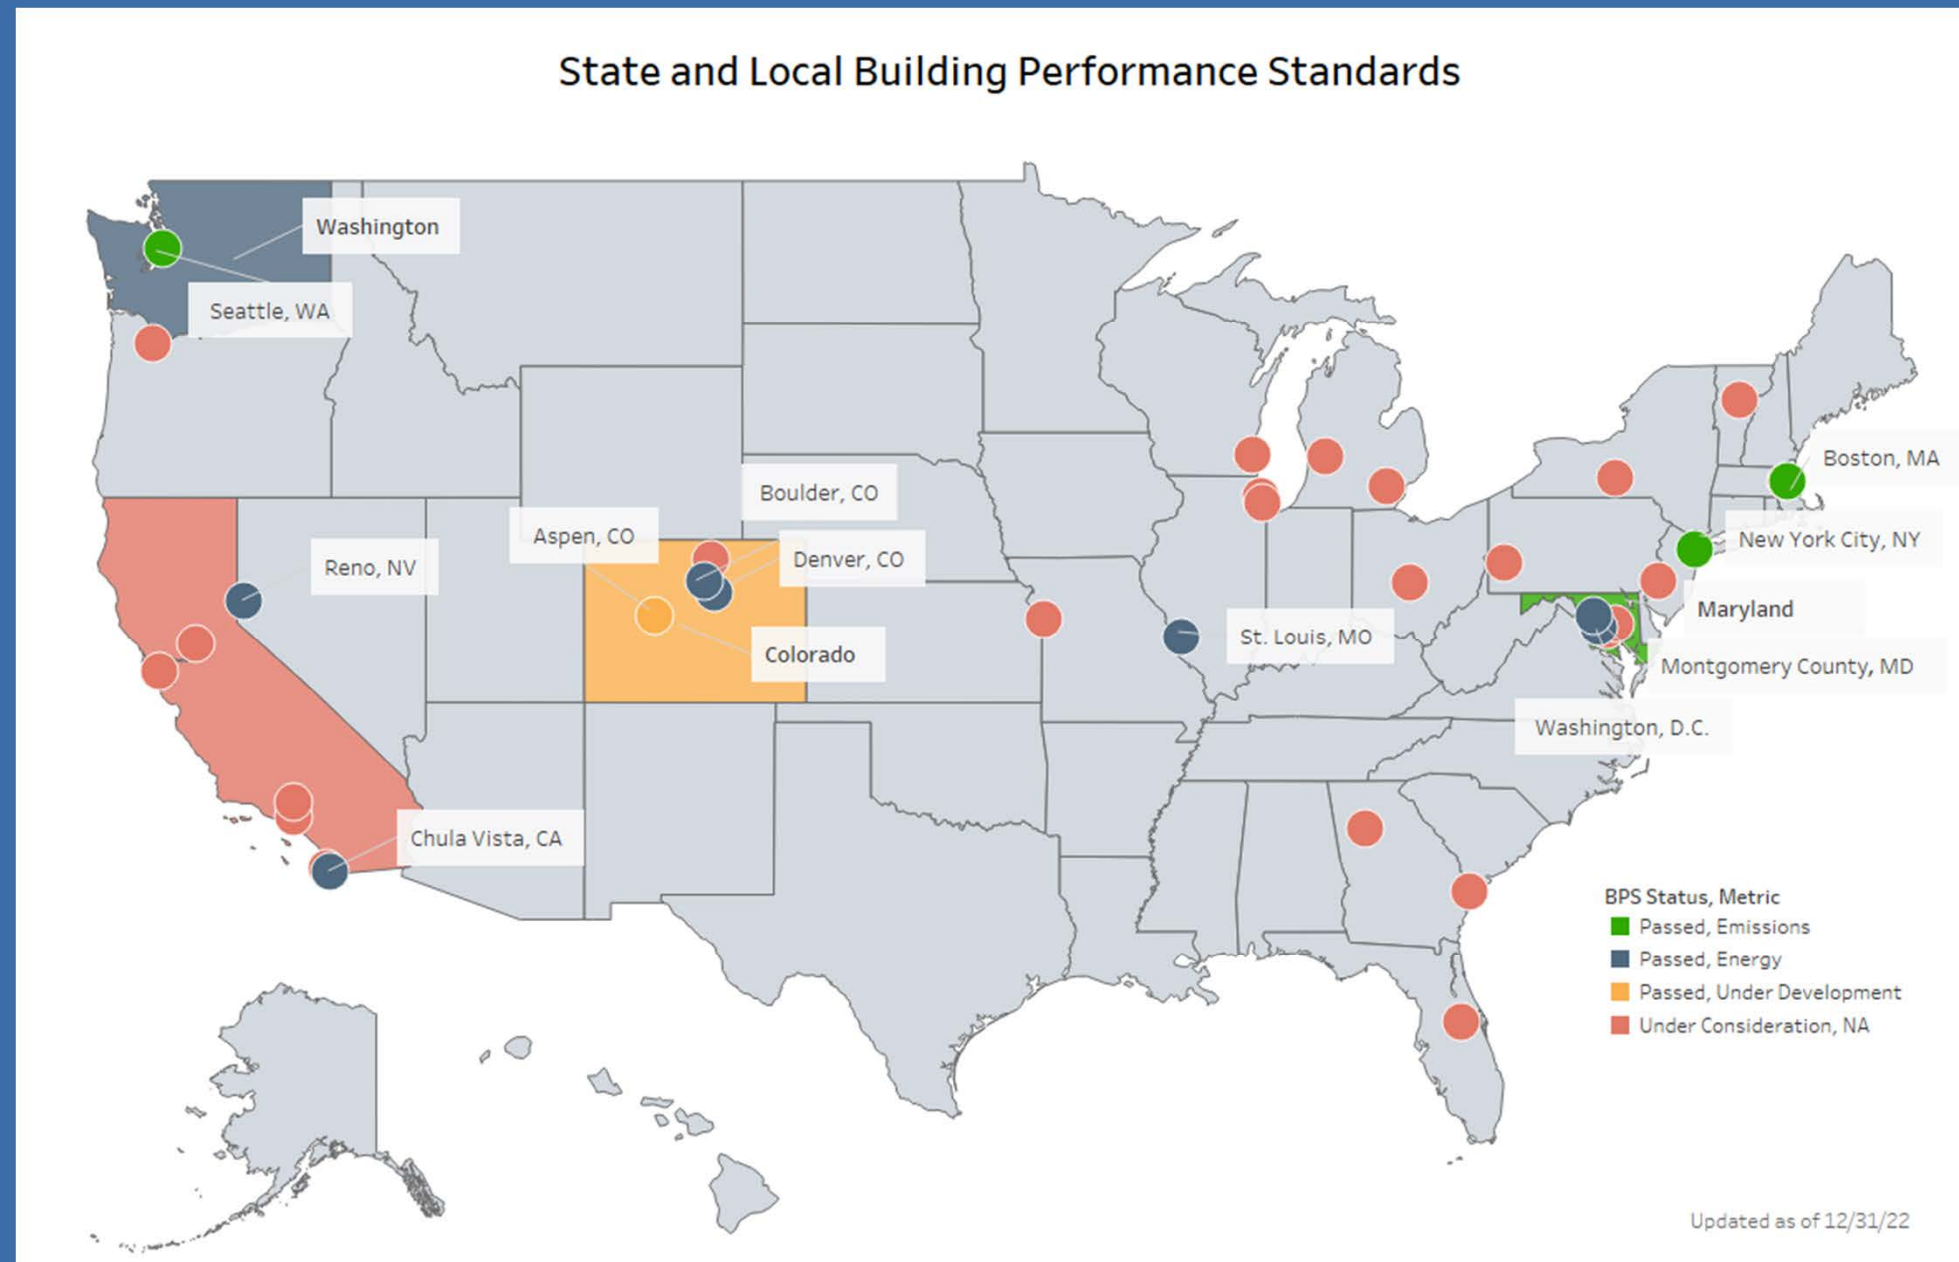 State and Local Building Performance Standards
Washington
Seattle, WA
Boston, MA
Boulder, CO
Aspen, CO
New York City, NY
Denver, CO
Reno, NV
Maryland
St. Louis, MO
Colorado
Montgomery County, MD
Washington, D.C.
Chula Vista, CA
BPS Status, Metric
Passed, Emissions
Passed, Energy
Passed, Under Development
Under Consideration, NA
Updated as of 12/31/22